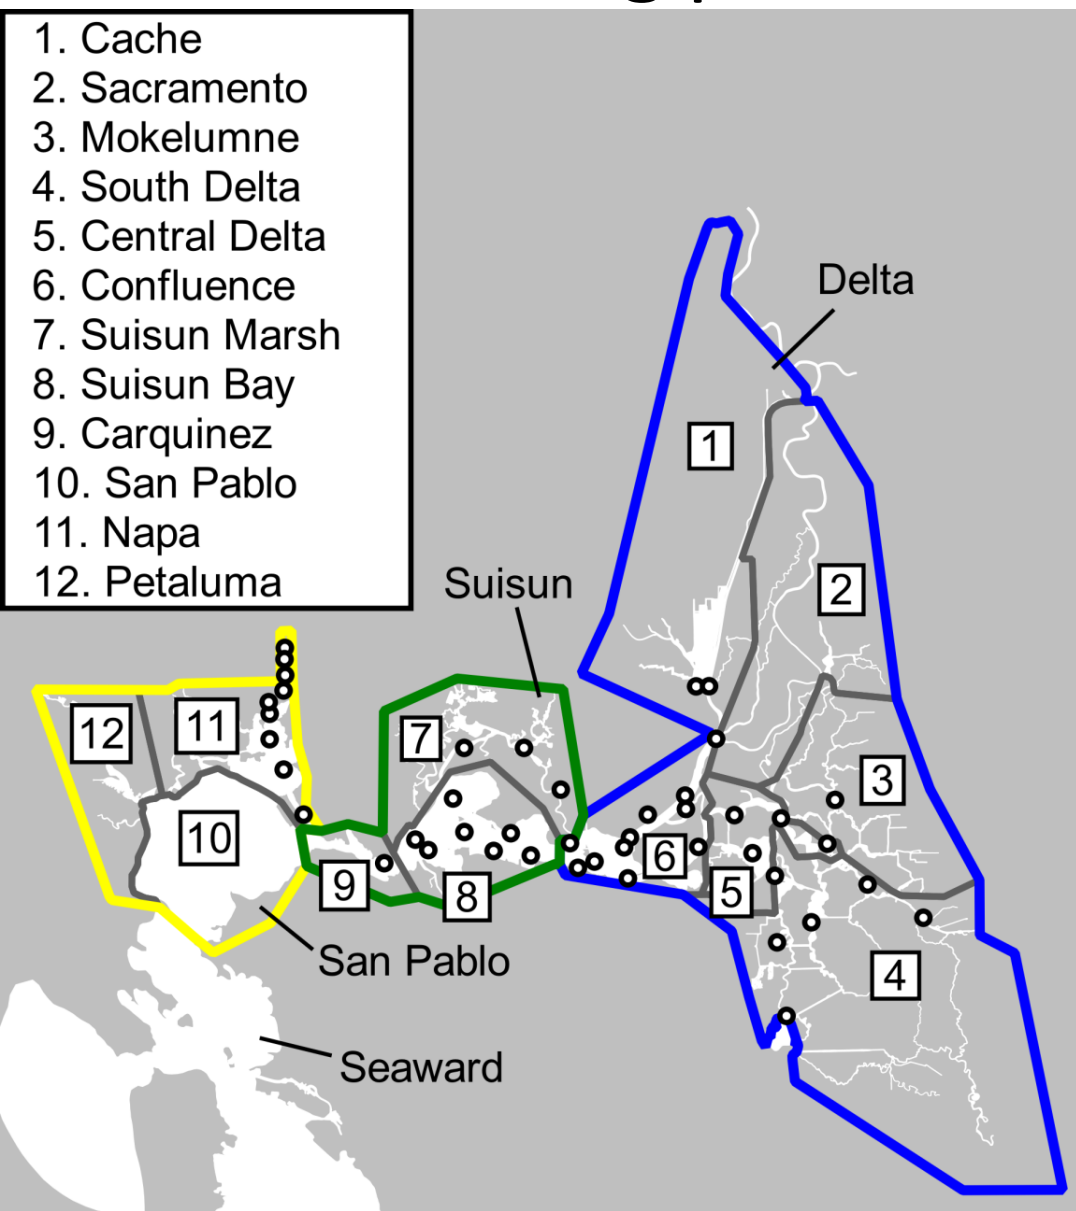 1. Cache
2. Sacramento
3. Mokelumne
4. South Delta
5. Central Delta
6. Confluence
7. Suisun Marsh
8. Suisun Bay
9. Carquinez
10. San Pablo
11. Napa
12. Petaluma
Delta
1
Suisun
2
12
11
7
3
10
6
9
8
5
San Pablo
4
Seaward